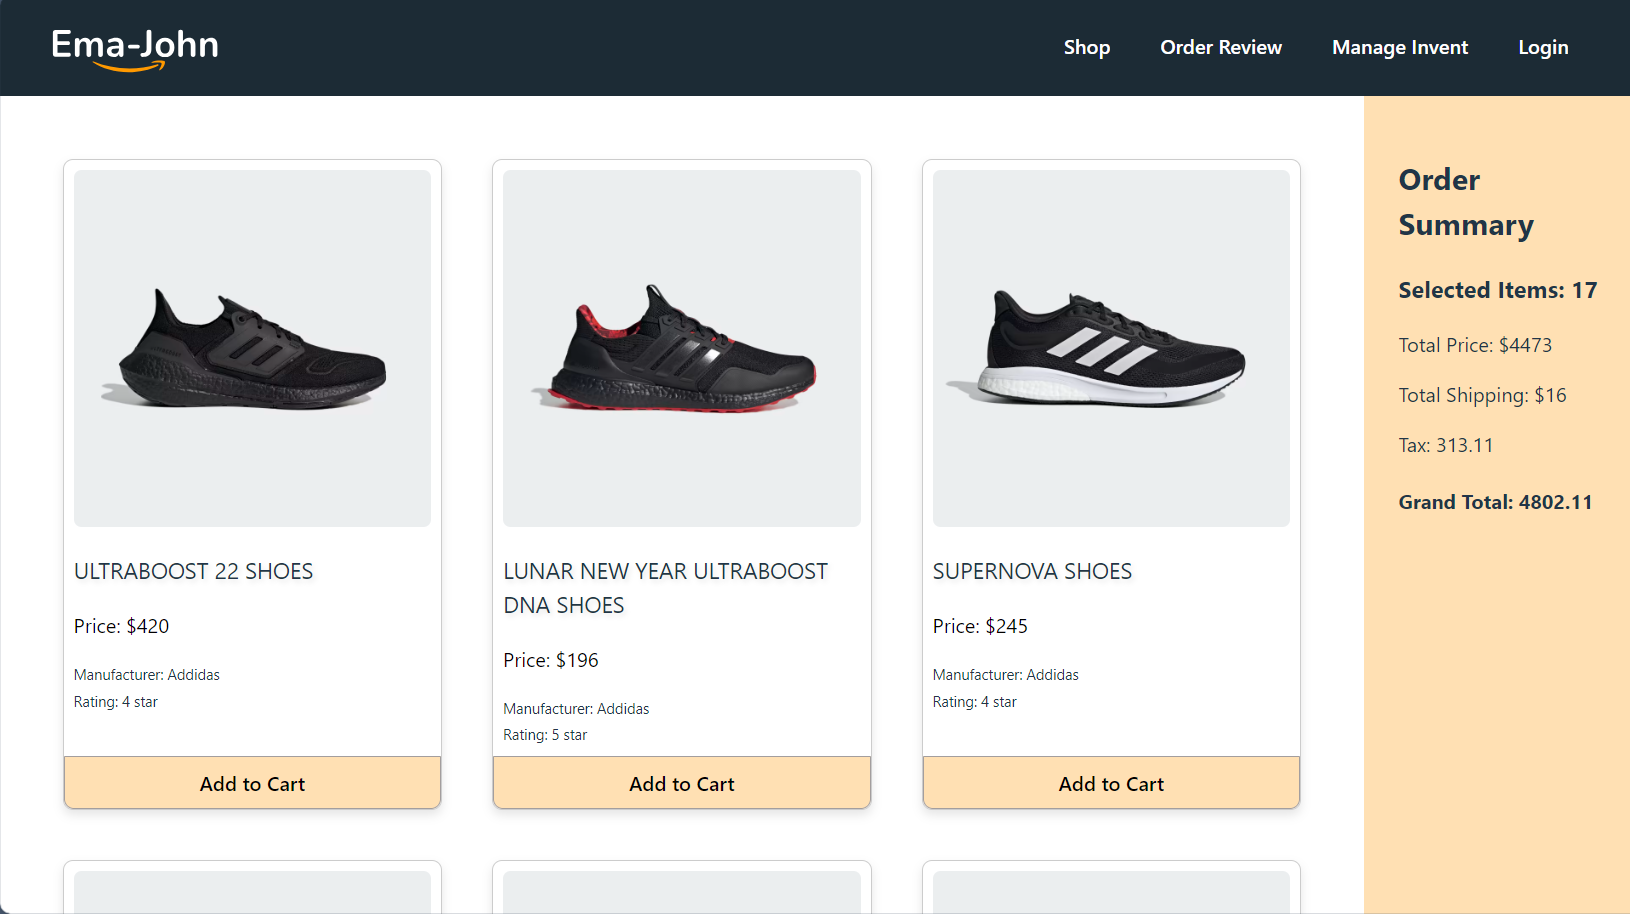 Ema-John
Shop
Order Review
Manage Invent
Login
ULTRABOOST 22 SHOES
Price: $420
Manufacturer: Addidas
Rating: 4 star
Add to Cart
LUNAR NEW YEAR ULTRABOOST
DNA SHOES
Price: $196
Manufacturer: Addidas
Rating: 5 star
Add to Cart
SUPERNOVA SHOES
Price: $245
Manufacturer: Addidas
Rating: 4 star
Add to Cart
Order
Summary
Selected Items: 17
Total Price: $4473
Total Shipping: $16
Tax: 313.11
Grand Total: 4802.11